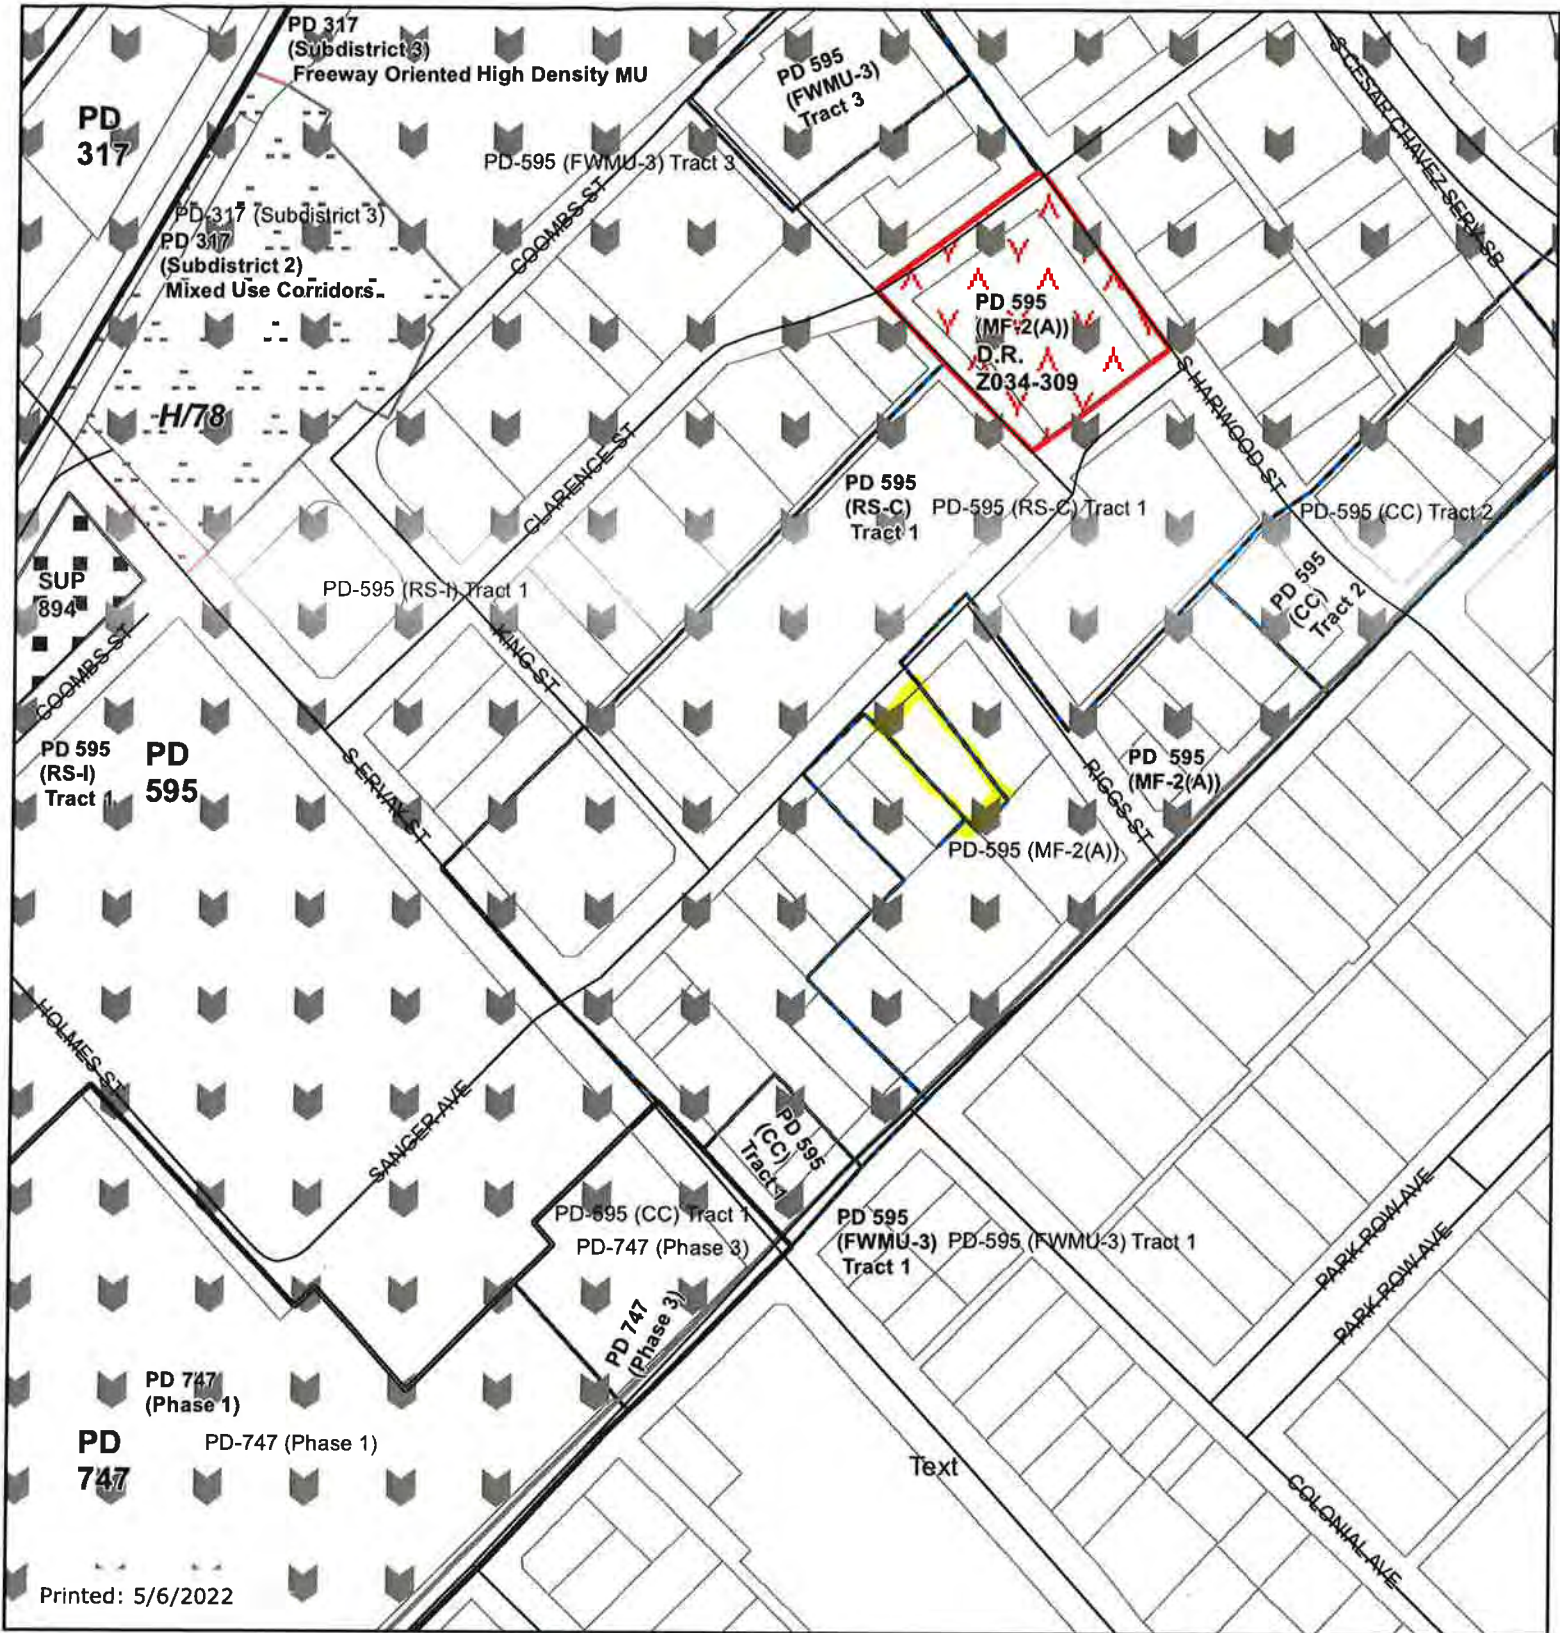 PD 317
(Subdistrict 3)
Freeway Oriented High Density MU
PD
317
PD 595
(FWMU-3)
Tract 3
S CESAR CHAVEZ SERV SB
PD-595 (FWMU-3) Tract 3
COOMBS ST
PD-317 (Subdistrict 3)
PD 317
(Subdistrict 2)
Mixed Use Corridors
H/78
PD 595
(MF-2(A))
D.R.
Z034-309
S HARWOOD ST
CLARENCE ST
PD 595
(RS-C)
Tract 1
PD-595 (RS-C) Tract 1
PD-595 (CC) Tract 2
PD 595
(CC)
Tract 2
SUP
894
PD-595 (RS-I) Tract 1
COOMBS ST
KING ST
PD 595
(RS-I)
Tract 1
PD
595
S ERVAY ST
RIGGS ST
PD 595
(MF-2(A))
PD-595 (MF-2(A))
HOLMES ST
SANGER AVE
PD 595
(CC)
Tract 1
PD-595 (CC) Tract 1
PD-747 (Phase 3)
PD 595
(FWMU-3)
Tract 1
PD-595 (FWMU-3) Tract 1
PARK ROW AVE
PARK ROW AVE
PD 747
(Phase 3)
PD 747
(Phase 1)
PD
747
PD-747 (Phase 1)
Text
COLONIAL AVE
Printed: 5/6/2022